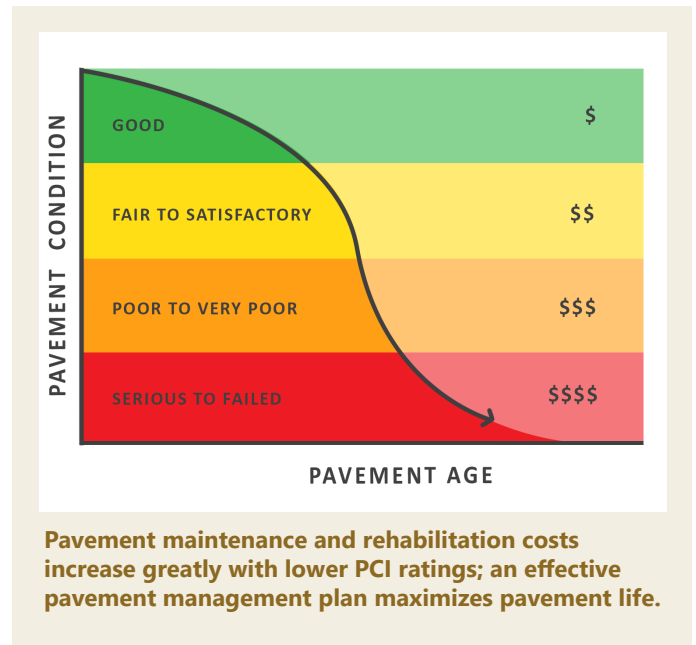 PAVEMENT CONDITION
GOOD
$
FAIR TO SATISFACTORY
$$
POOR TO VERY POOR
$$$
SERIOUS TO FAILED
$$$$
PAVEMENT AGE
Pavement maintenance and rehabilitation costs
increase greatly with lower PCI ratings; an effective
pavement management plan maximizes pavement life.